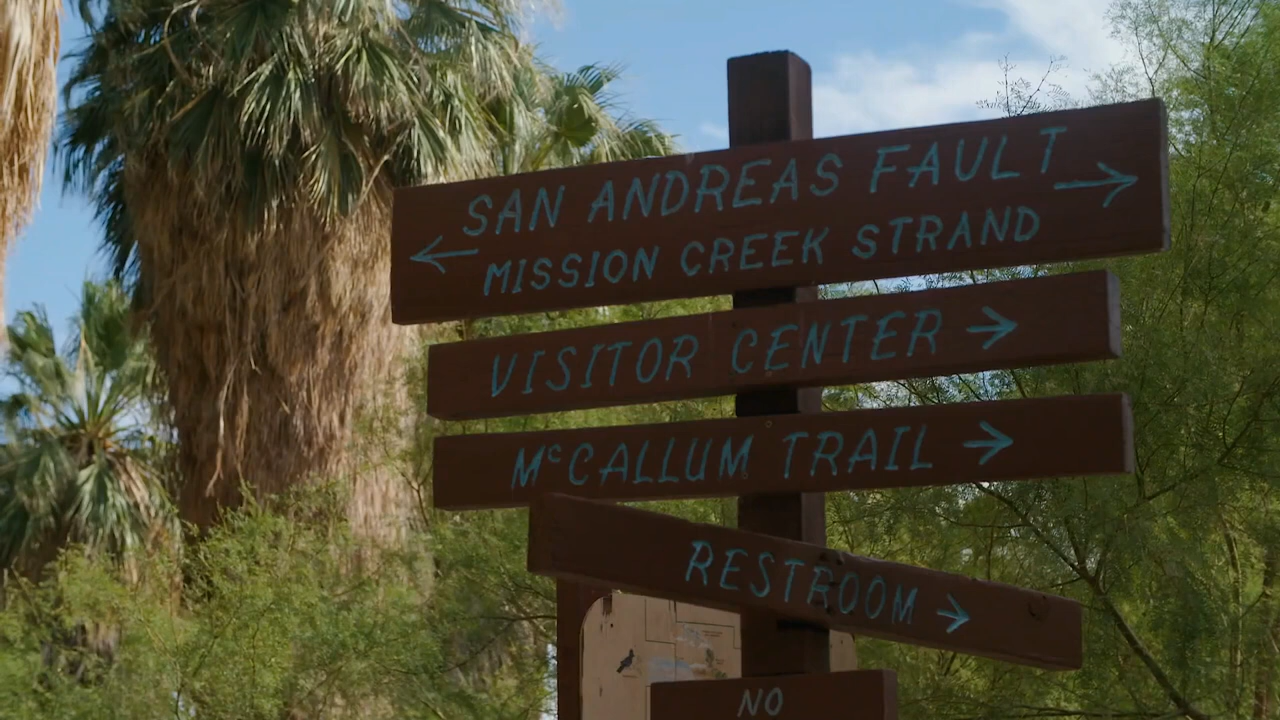 SAN ANDREAS FAULT →
← MISSION CREEK STRAND
VISITOR CENTER →
McCALLUM TRAIL →
RESTROOM →
NO